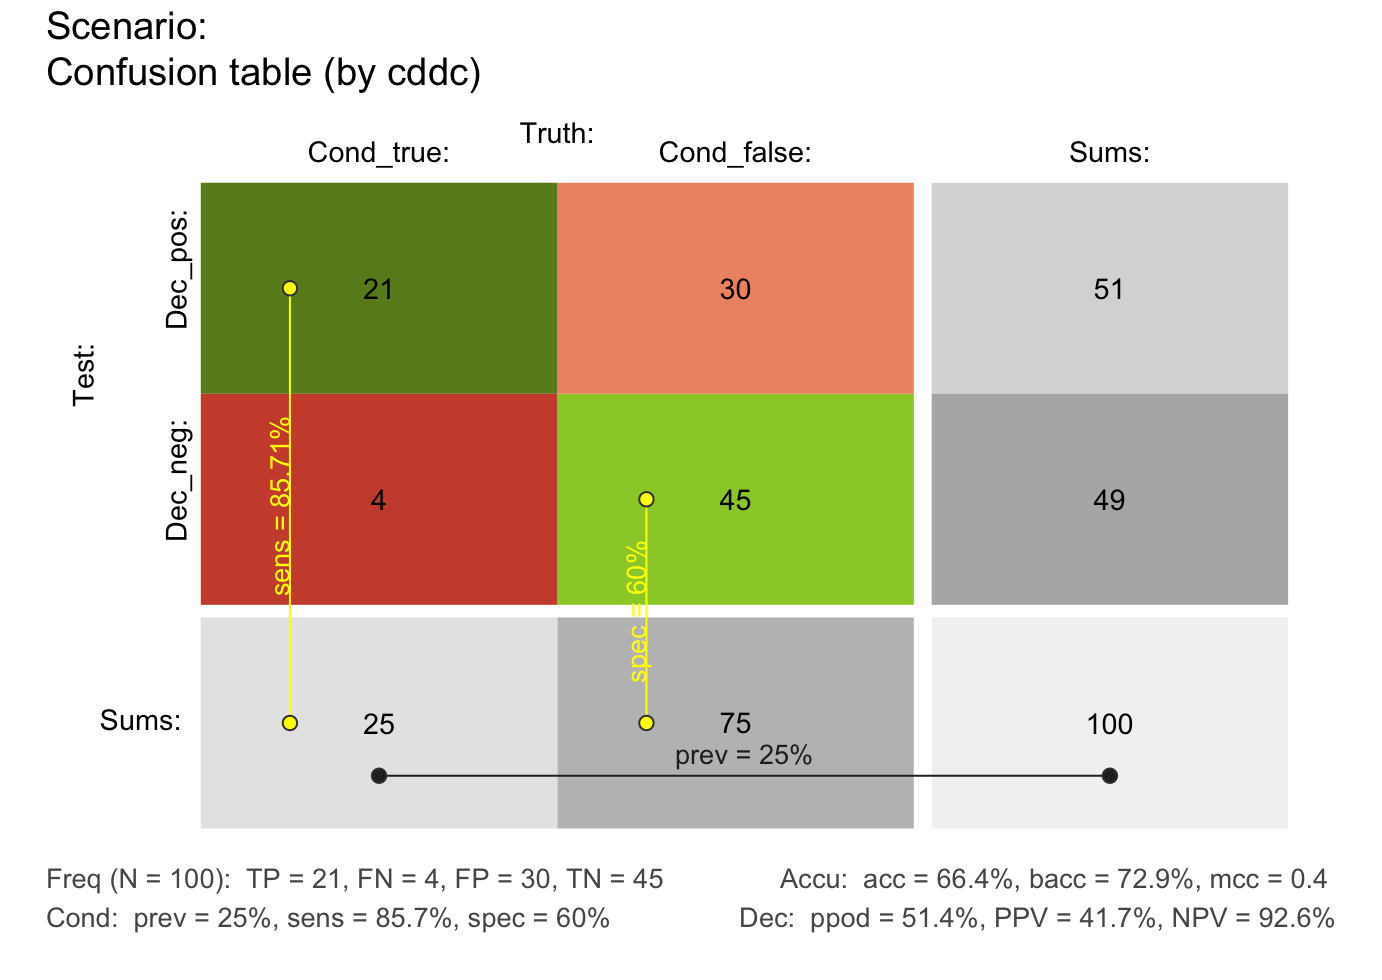 Scenario:
Confusion table (by cddc)
Truth:
Cond_true:
Cond_false:
Sums:
Test:
Dec_pos:
21
30
51
Dec_neg:
4
45
49
sens = 85.71%
spec = 60%
Sums:
25
75
100
prev = 25%
Freq (N = 100):  TP = 21, FN = 4, FP = 30, TN = 45
Accu:  acc = 66.4%, bacc = 72.9%, mcc = 0.4
Cond:  prev = 25%, sens = 85.7%, spec = 60%
Dec:  ppod = 51.4%, PPV = 41.7%, NPV = 92.6%